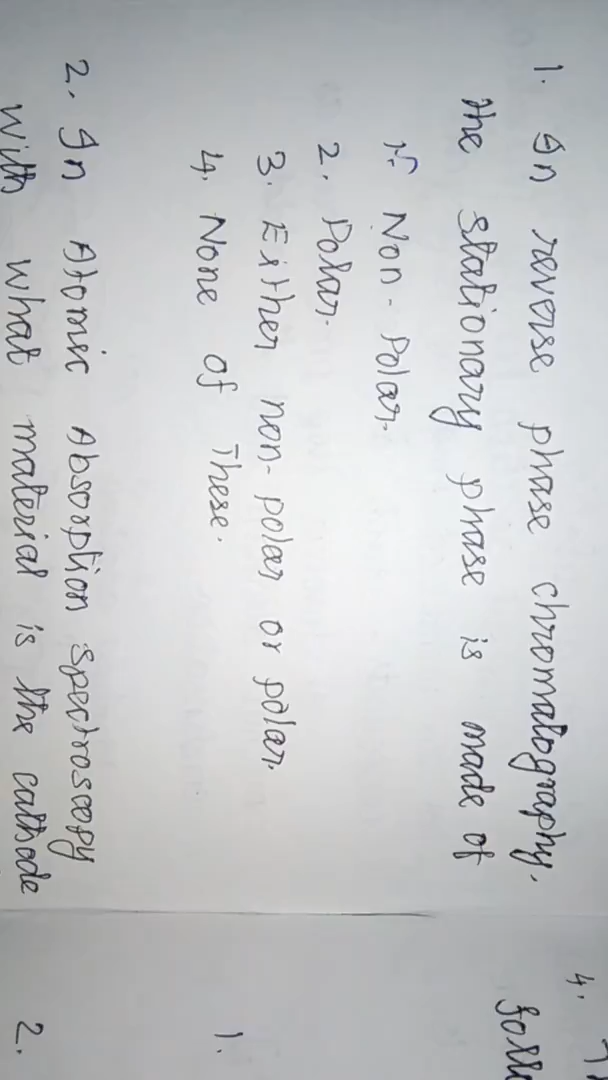 1. In reverse phase chromatography,
the stationary phase is made of
1. Non-Polar.
2. Polar.
3. Either non-polar or polar.
4. None of These.
2. In Atomic Absorption spectroscopy
with what material is the cathode
4.
1.
2.